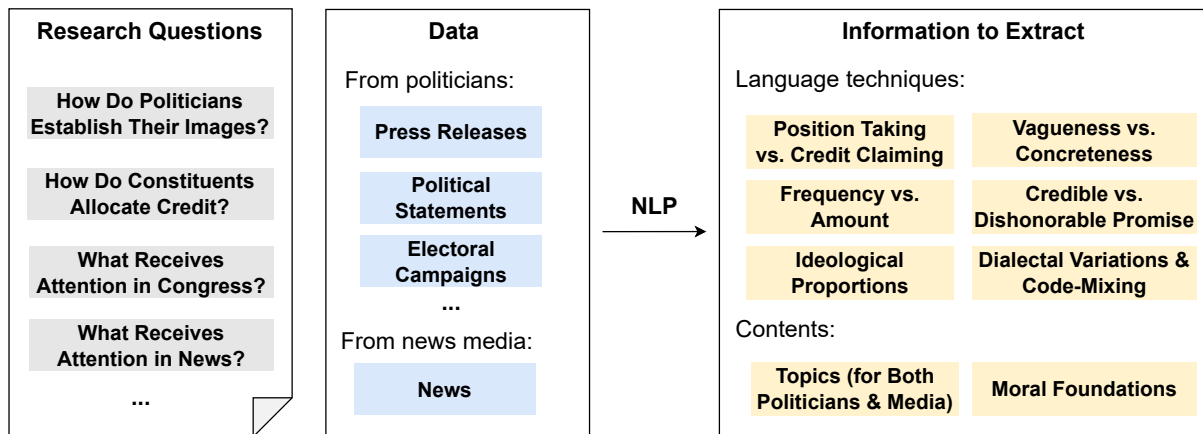 Research Questions
How Do Politicians
Establish Their Images?
How Do Constituents
Allocate Credit?
What Receives
Attention in Congress?
What Receives
Attention in News?
...
Data
From politicians:
Press Releases
Political
Statements
Electoral
Campaigns
...
From news media:
News
NLP
Information to Extract
Language techniques:
Position Taking
vs. Credit Claiming
Vagueness vs.
Concreteness
Frequency vs.
Amount
Credible vs.
Dishonorable Promise
Ideological
Proportions
Dialectal Variations &
Code-Mixing
Contents:
Topics (for Both
Politicians & Media)
Moral Foundations